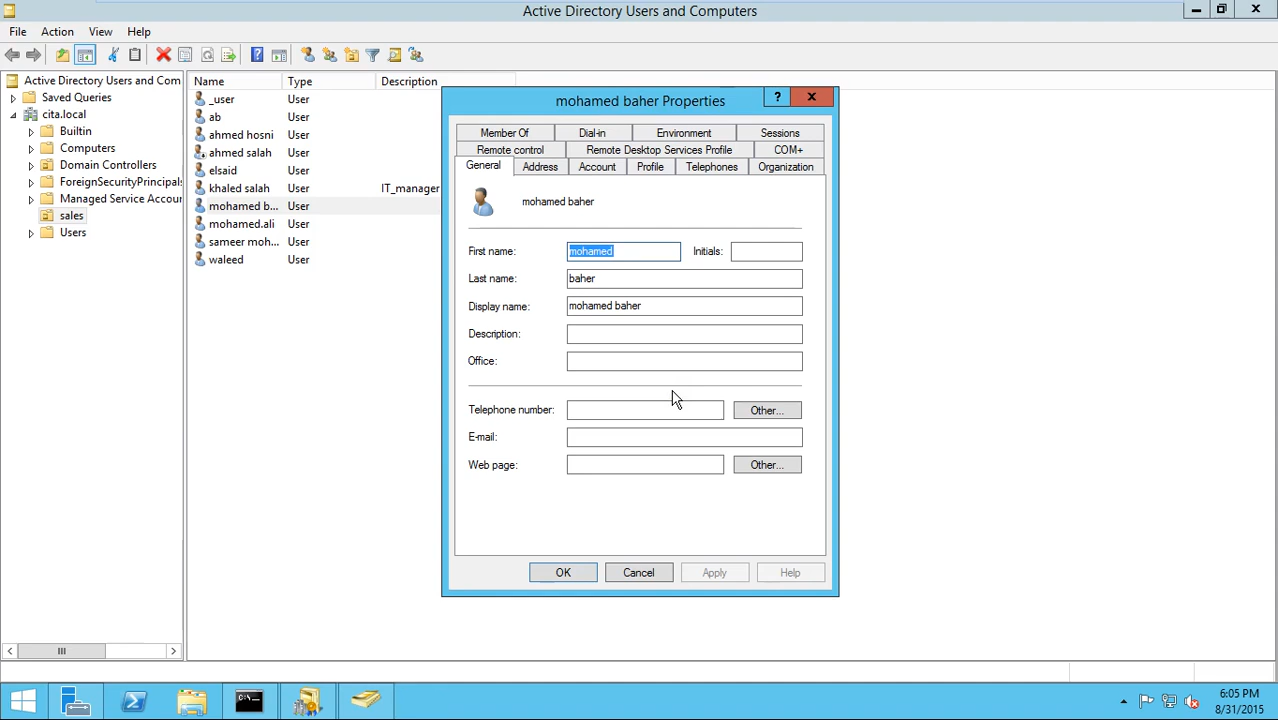 Active Directory Users and Computers
File Action View Help
Active Directory Users and Com
Saved Queries
cita.local
Builtin
Computers
Domain Controllers
ForeignSecurityPrincipals
Managed Service Accour
sales
Users
Name Type Description
_user User
ab User
ahmed hosni User
ahmed salah User
elsaid User
khaled salah User IT_manager
mohamed b... User
mohamed.ali User
sameer moh... User
waleed User
mohamed baher Properties
?
Member Of Dial-in Environment Sessions
Remote control Remote Desktop Services Profile COM+
General Address Account Profile Telephones Organization
mohamed baher
First name: mohamed Initials:
Last name: baher
Display name: mohamed baher
Description:
Office:
Telephone number: Other...
E-mail:
Web page: Other...
OK Cancel Apply Help
6:05 PM
8/31/2015